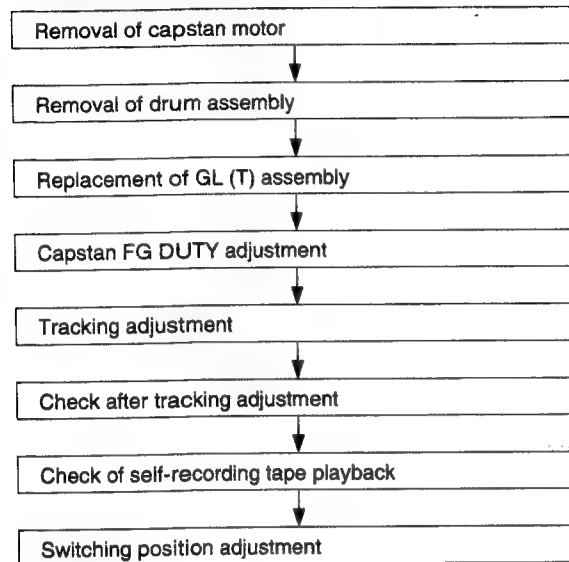 Removal of capstan motor
Removal of drum assembly
Replacement of GL (T) assembly
Capstan FG DUTY adjustment
Tracking adjustment
Check after tracking adjustment
Check of self-recording tape playback
Switching position adjustment